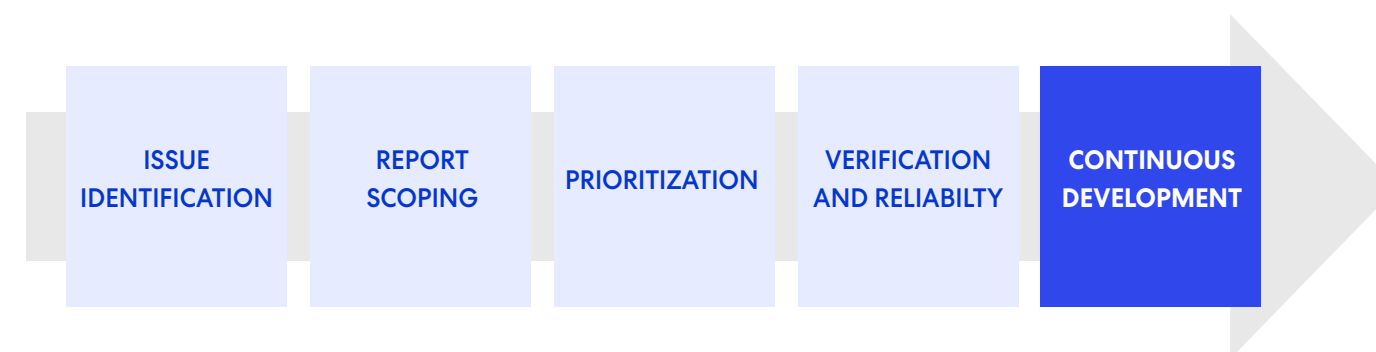 ISSUE
IDENTIFICATION
REPORT
SCOPING
PRIORITIZATION
VERIFICATION
AND RELIABILTY
CONTINUOUS
DEVELOPMENT